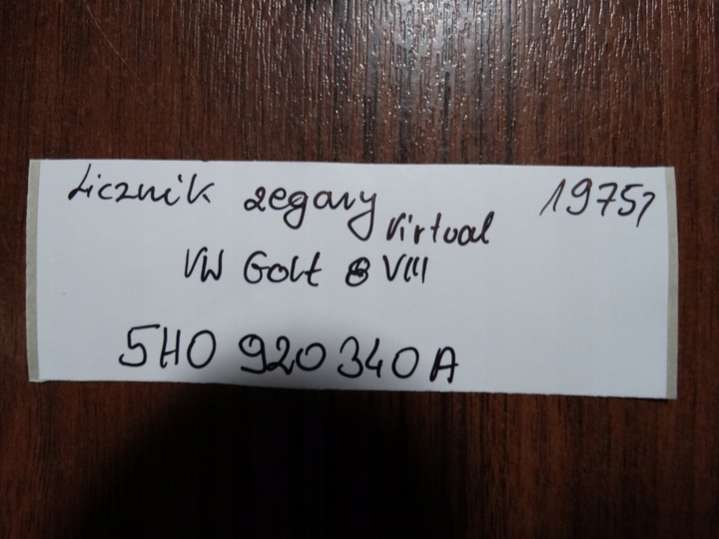 Licznik zegary Virtual 19757
VW Golf 8 VIII
5H0 920 340 A